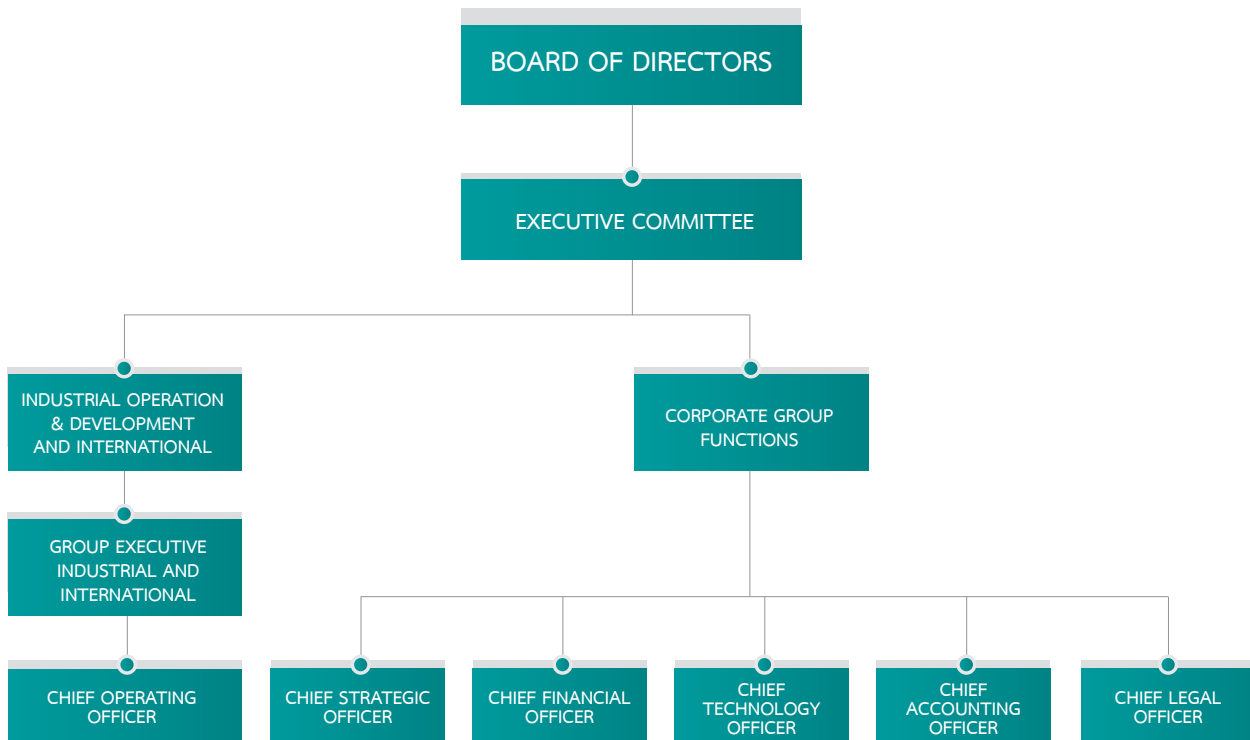 BOARD OF DIRECTORS
EXECUTIVE COMMITTEE
INDUSTRIAL OPERATION
& DEVELOPMENT
AND INTERNATIONAL
CORPORATE GROUP
FUNCTIONS
GROUP EXECUTIVE
INDUSTRIAL AND
INTERNATIONAL
CHIEF OPERATING
OFFICER
CHIEF STRATEGIC
OFFICER
CHIEF FINANCIAL
OFFICER
CHIEF
TECHNOLOGY
OFFICER
CHIEF
ACCOUNTING
OFFICER
CHIEF LEGAL
OFFICER